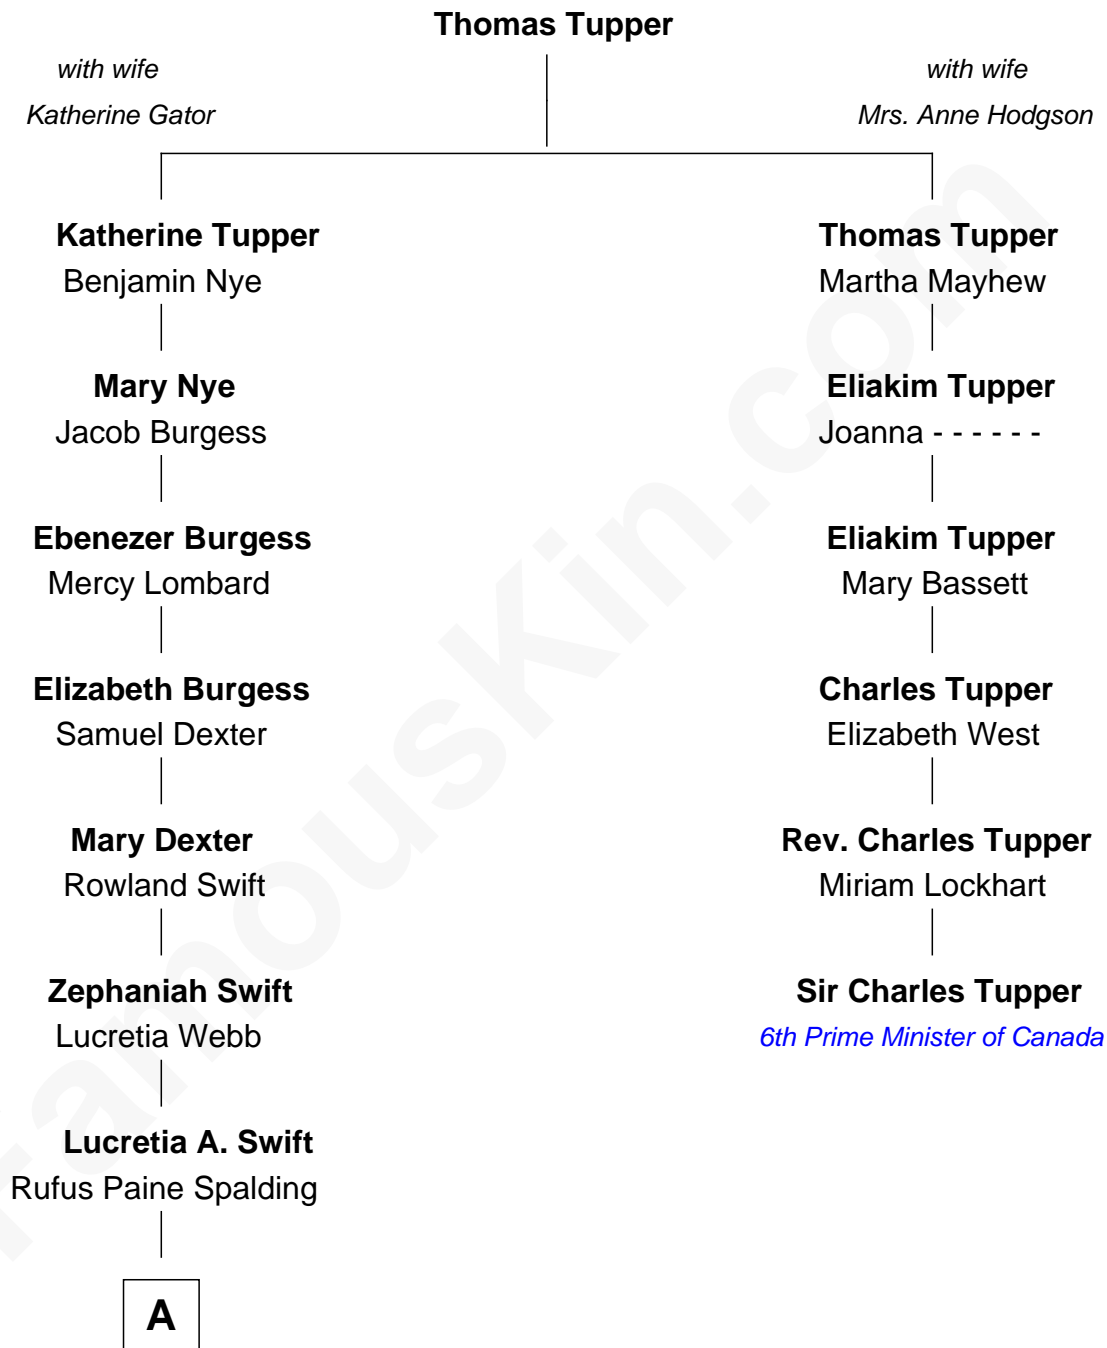 Thomas Tupper
with wife
Katherine Gator
with wife
Mrs. Anne Hodgson
Katherine Tupper
Benjamin Nye
Thomas Tupper
Martha Mayhew
Mary Nye
Jacob Burgess
Eliakim Tupper
Joanna - - - - - -
Ebenezer Burgess
Mercy Lombard
Eliakim Tupper
Mary Bassett
Elizabeth Burgess
Samuel Dexter
Charles Tupper
Elizabeth West
Mary Dexter
Rowland Swift
Rev. Charles Tupper
Miriam Lockhart
Zephaniah Swift
Lucretia Webb
Sir Charles Tupper
6th Prime Minister of Canada
Lucretia A. Swift
Rufus Paine Spalding
A
FamousKin.com